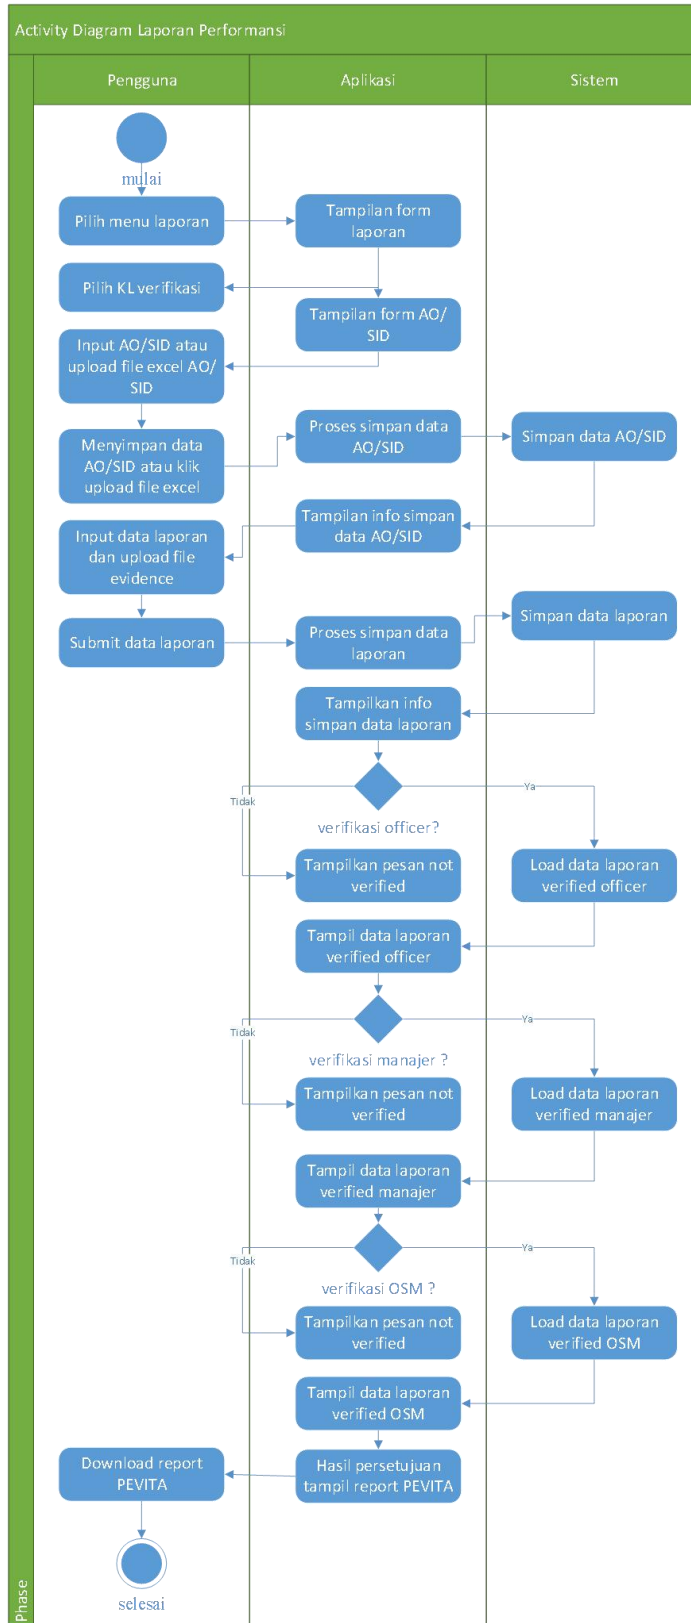 Activity Diagram Laporan Performansi
Pengguna
Aplikasi
Sistem
mulai
Pilih menu laporan
Tampilan form
laporan
Pilih KL verifikasi
Tampilan form AO/
SID
Input AO/SID atau
upload file excel AO/
SID
Menyimpan data
AO/SID atau klik
upload file excel
Proses simpan data
AO/SID
Simpan data AO/SID
Tampilan info simpan
data AO/SID
Input data laporan
dan upload file
evidence
Submit data laporan
Proses simpan data
laporan
Simpan data laporan
Tampilkan info
simpan data laporan
Tidak
Ya
verifikasi officer?
Tampilkan pesan not
verified
Load data laporan
verified officer
Tampil data laporan
verified officer
Tidak
Ya
verifikasi manajer ?
Tampilkan pesan not
verified
Load data laporan
verified manajer
Tampil data laporan
verified manajer
Tidak
Ya
verifikasi OSM ?
Tampilkan pesan not
verified
Load data laporan
verified OSM
Tampil data laporan
verified OSM
Download report
PEVITA
Hasil persetujuan
tampil report PEVITA
selesai
Phase